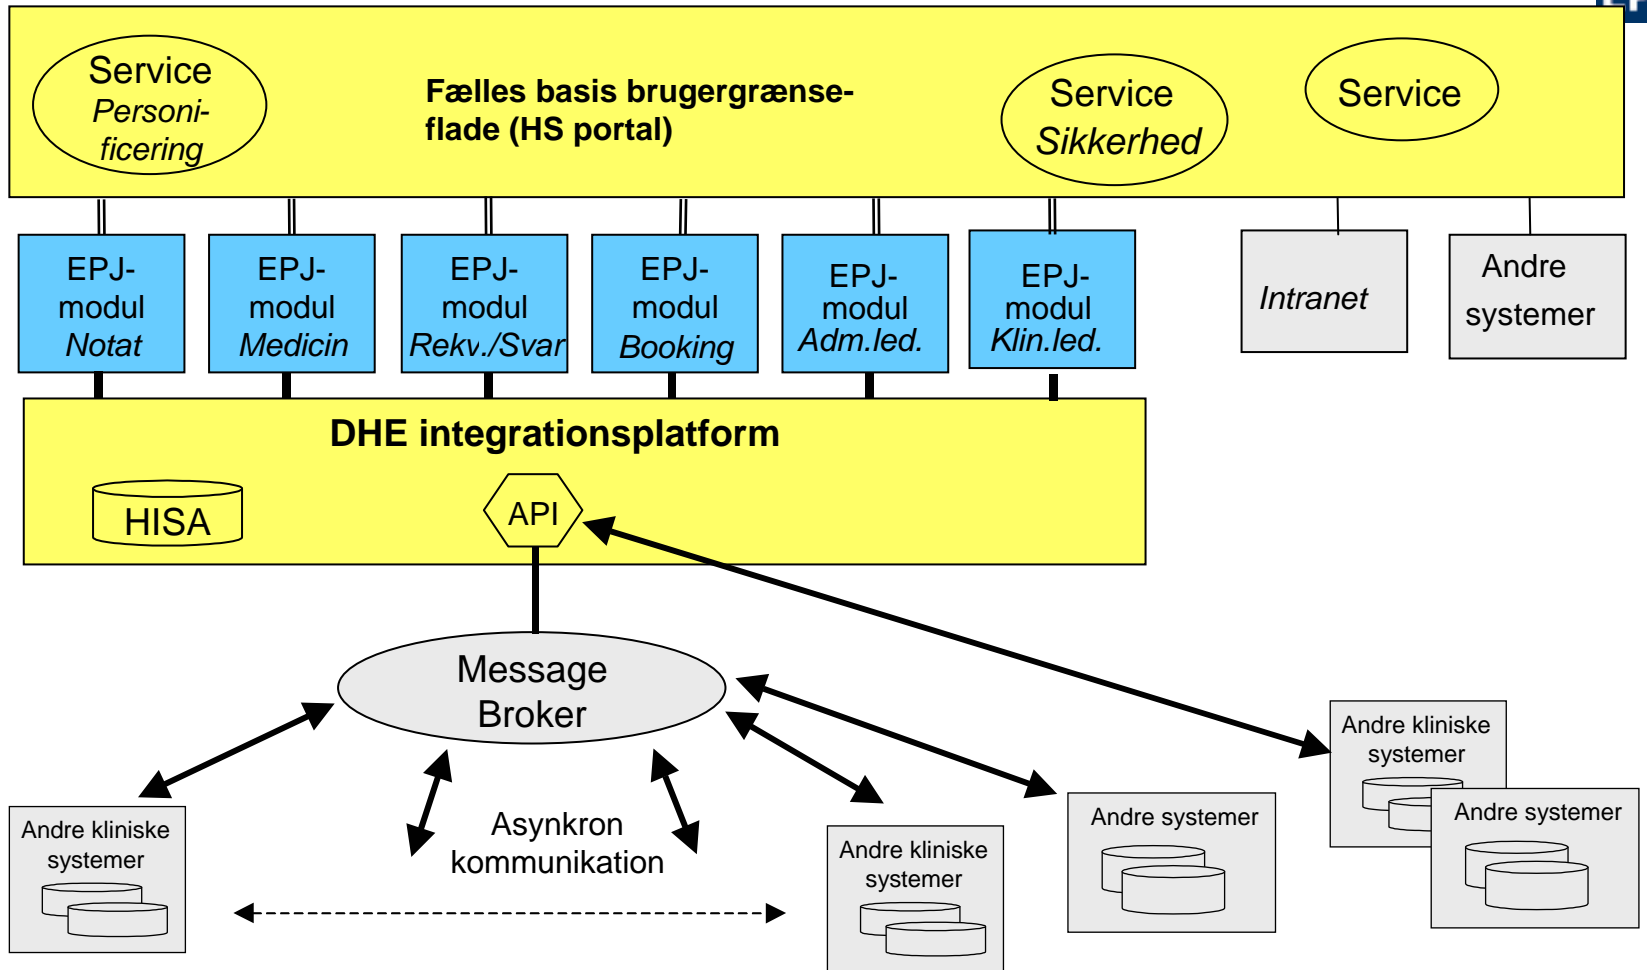 Service
Personi-
ficering
Fælles basis brugergrænse-
flade (HS portal)
Service
Sikkerhed
Service
EPJ-
modul
Notat
EPJ-
modul
Medicin
EPJ-
modul
Rekv./Svar
EPJ-
modul
Booking
EPJ-
modul
Adm.led.
EPJ-
modul
Klin.led.
Intranet
Andre
systemer
DHE integrationsplatform
HISA
API
Message
Broker
Asynkron
kommunikation
Andre kliniske
systemer
Andre kliniske
systemer
Andre systemer
Andre kliniske
systemer
Andre systemer